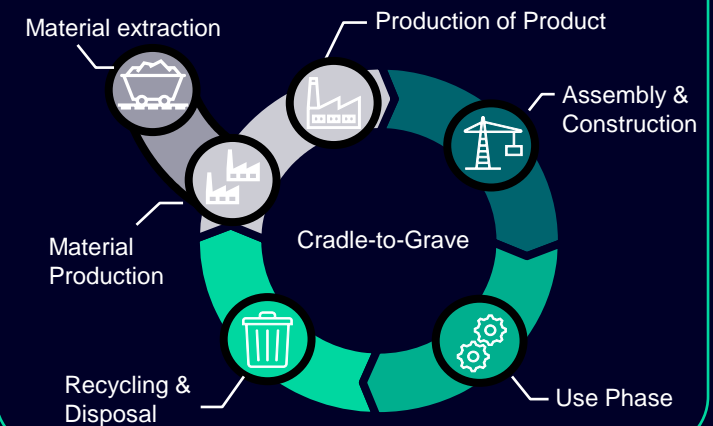 Material extraction
Production of Product
Assembly &
Construction
Cradle-to-Grave
Material
Production
Recycling &
Disposal
Use Phase